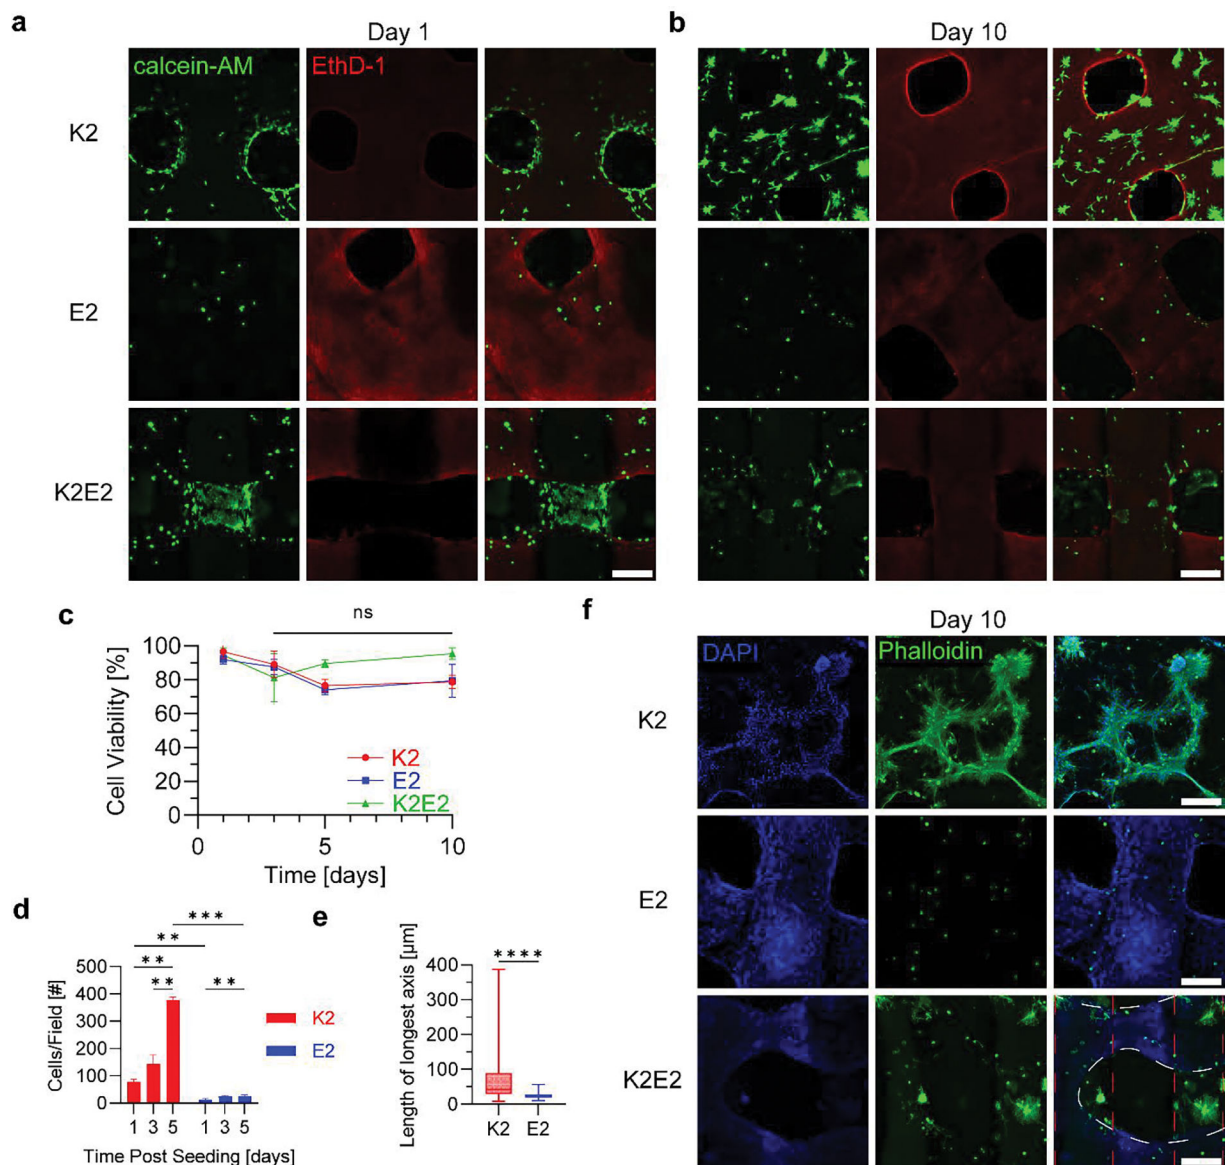 a
Day 1
b
Day 10
calcein-AM
EthD-1
K2
E2
K2E2
c
ns
Cell Viability [%]
100
80
60
40
20
0
K2
E2
K2E2
0
5
10
Time [days]
d
***
**
**
**
**
Cells/Field [#]
500
400
300
200
100
0
K2
E2
1 3 5 1 3 5
Time Post Seeding [days]
e
****
Length of longest axis [µm]
400
300
200
100
0
K2 E2
f
Day 10
DAPI
Phalloidin
K2
E2
K2E2